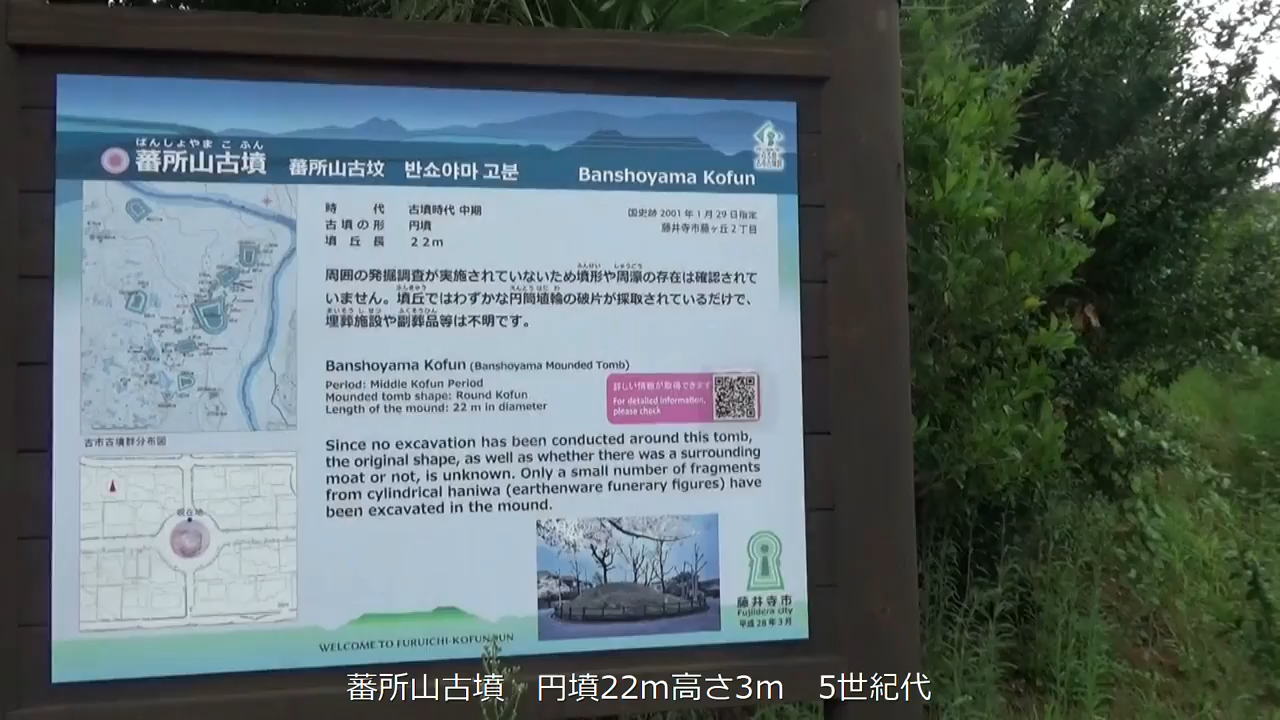 ばんしょやま こ ふん
蕃所山古墳 蕃所山古坟 반쇼야마 고분 Banshoyama Kofun
時代 古墳時代 中期
古墳の形 円墳
墳丘長 22m
国史跡 2001年1月29日指定
藤井寺市藤ヶ丘2丁目
周囲の発掘調査が実施されていないため墳形や周濠の存在は確認されて
いません。墳丘ではわずかな円筒埴輪の破片が採取されているだけで、
埋葬施設や副葬品等は不明です。
Banshoyama Kofun (Banshoyama Mounded Tomb)
Period: Middle Kofun Period
Mounded tomb shape: Round Kofun
Length of the mound: 22 m in diameter
詳しい情報が取得できます
For detailed information,
please check
Since no excavation has been conducted around this tomb,
the original shape, as well as whether there was a surrounding
moat or not, is unknown. Only a small number of fragments
from cylindrical haniwa (earthenware funerary figures) have
been excavated in the mound.
古市古墳群分布図
現在地
藤井寺市
Fujiidera city
平成28年3月
WELCOME TO FURUICHI-KOFUNGUN
蕃所山古墳 円墳22m高さ3m 5世紀代